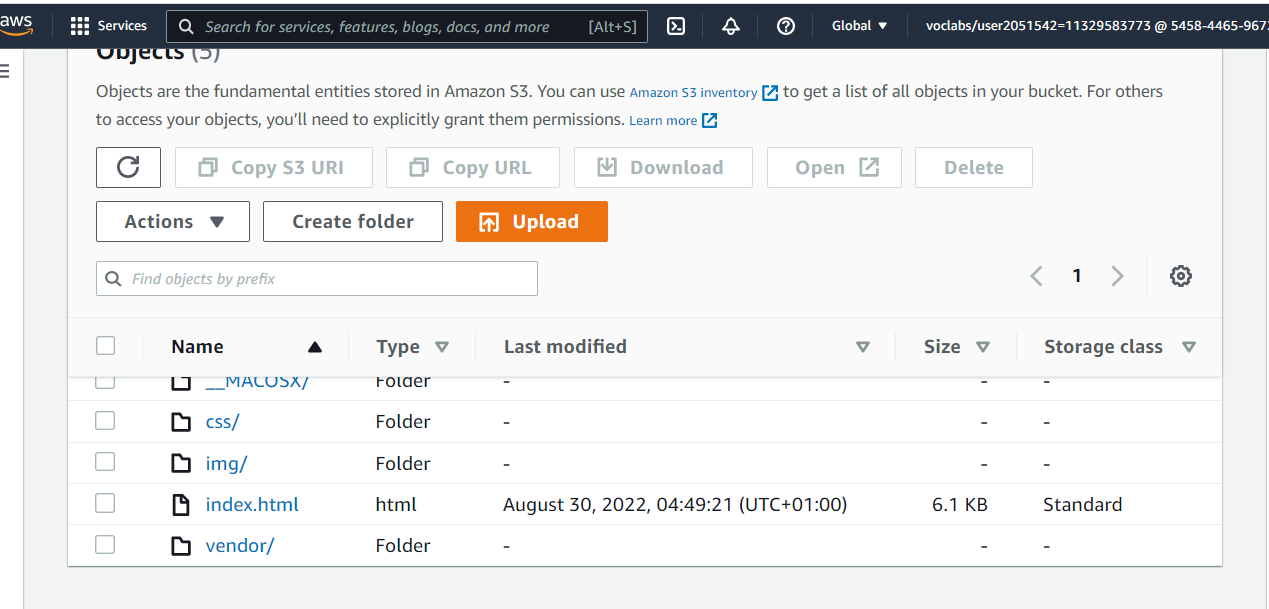 aws
Services
Search for services, features, blogs, docs, and more [Alt+S]
Global
voclabs/user2051542=11329583773 @ 5458-4465-967
Objects (5)
Objects are the fundamental entities stored in Amazon S3. You can use Amazon S3 inventory to get a list of all objects in your bucket. For others
to access your objects, you’ll need to explicitly grant them permissions. Learn more
Copy S3 URI
Copy URL
Download
Open
Delete
Actions
Create folder
Upload
Find objects by prefix
1
Name Type Last modified Size Storage class
__MACOSX/ Folder - - -
css/ Folder - - -
img/ Folder - - -
index.html html August 30, 2022, 04:49:21 (UTC+01:00) 6.1 KB Standard
vendor/ Folder - - -